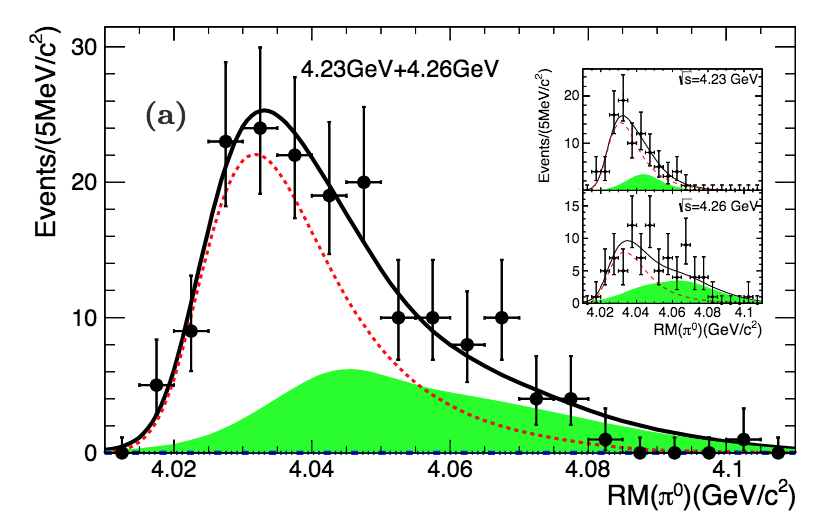 Events/(5MeV/c²)
30
20
10
0
(a)
4.23GeV+4.26GeV
4.02
4.04
4.06
4.08
4.1
RM(π⁰)(GeV/c²)
Events/(5MeV/c²)
√s=4.23 GeV
20
10
√s=4.26 GeV
15
10
5
0
4.02 4.04 4.06 4.08 4.1
RM(π⁰)(GeV/c²)